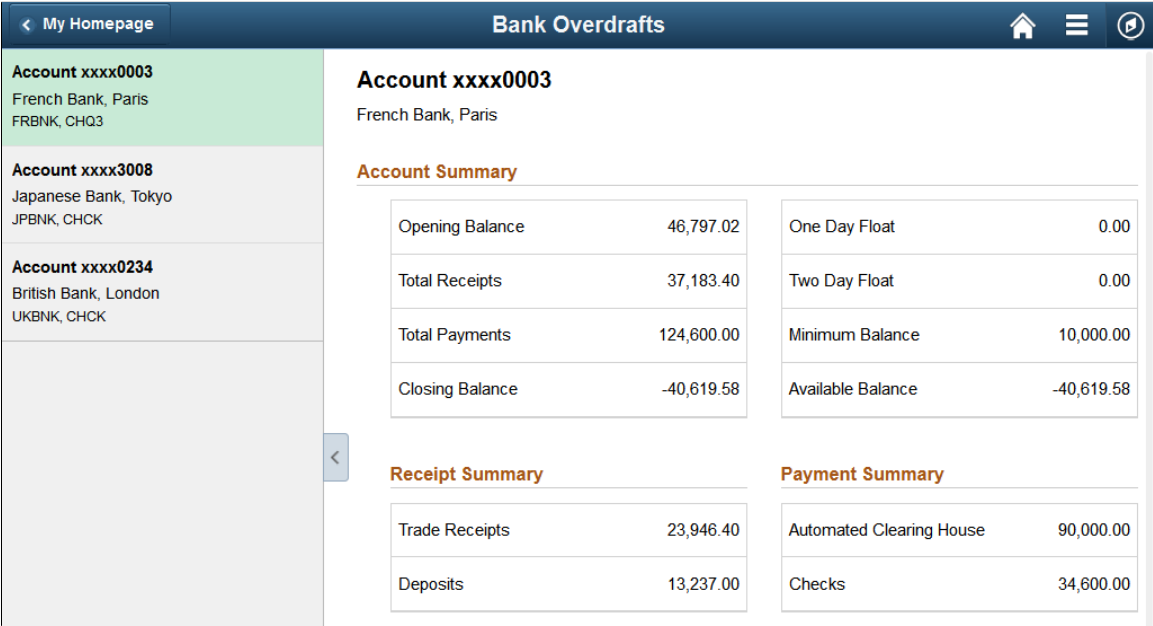 My Homepage
Bank Overdrafts
Account xxxx0003
French Bank, Paris
FRBNK, CHQ3
Account xxxx3008
Japanese Bank, Tokyo
JPBNK, CHCK
Account xxxx0234
British Bank, London
UKBNK, CHCK
Account xxxx0003
French Bank, Paris
Account Summary
Opening Balance 46,797.02
Total Receipts 37,183.40
Total Payments 124,600.00
Closing Balance -40,619.58
One Day Float 0.00
Two Day Float 0.00
Minimum Balance 10,000.00
Available Balance -40,619.58
Receipt Summary
Trade Receipts 23,946.40
Deposits 13,237.00
Payment Summary
Automated Clearing House 90,000.00
Checks 34,600.00